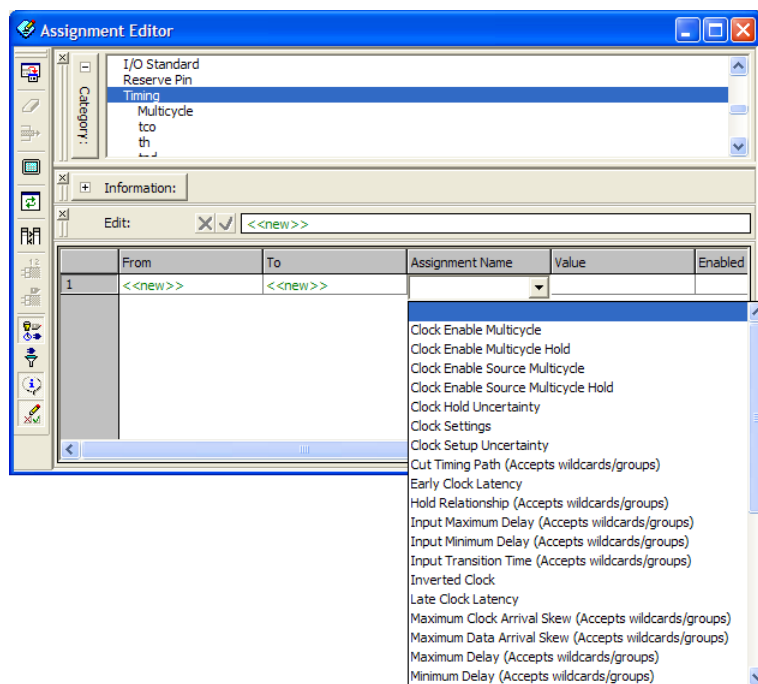 Assignment Editor
Category:
I/O Standard
Reserve Pin
Timing
Multicycle
tco
th
Information:
Edit:
<<new>>
From To Assignment Name Value Enabled
1 <<new>> <<new>>
Clock Enable Multicycle
Clock Enable Multicycle Hold
Clock Enable Source Multicycle
Clock Enable Source Multicycle Hold
Clock Hold Uncertainty
Clock Settings
Clock Setup Uncertainty
Cut Timing Path (Accepts wildcards/groups)
Early Clock Latency
Hold Relationship (Accepts wildcards/groups)
Input Maximum Delay (Accepts wildcards/groups)
Input Minimum Delay (Accepts wildcards/groups)
Input Transition Time (Accepts wildcards/groups)
Inverted Clock
Late Clock Latency
Maximum Clock Arrival Skew (Accepts wildcards/groups)
Maximum Data Arrival Skew (Accepts wildcards/groups)
Maximum Delay (Accepts wildcards/groups)
Minimum Delay (Accepts wildcards/groups)